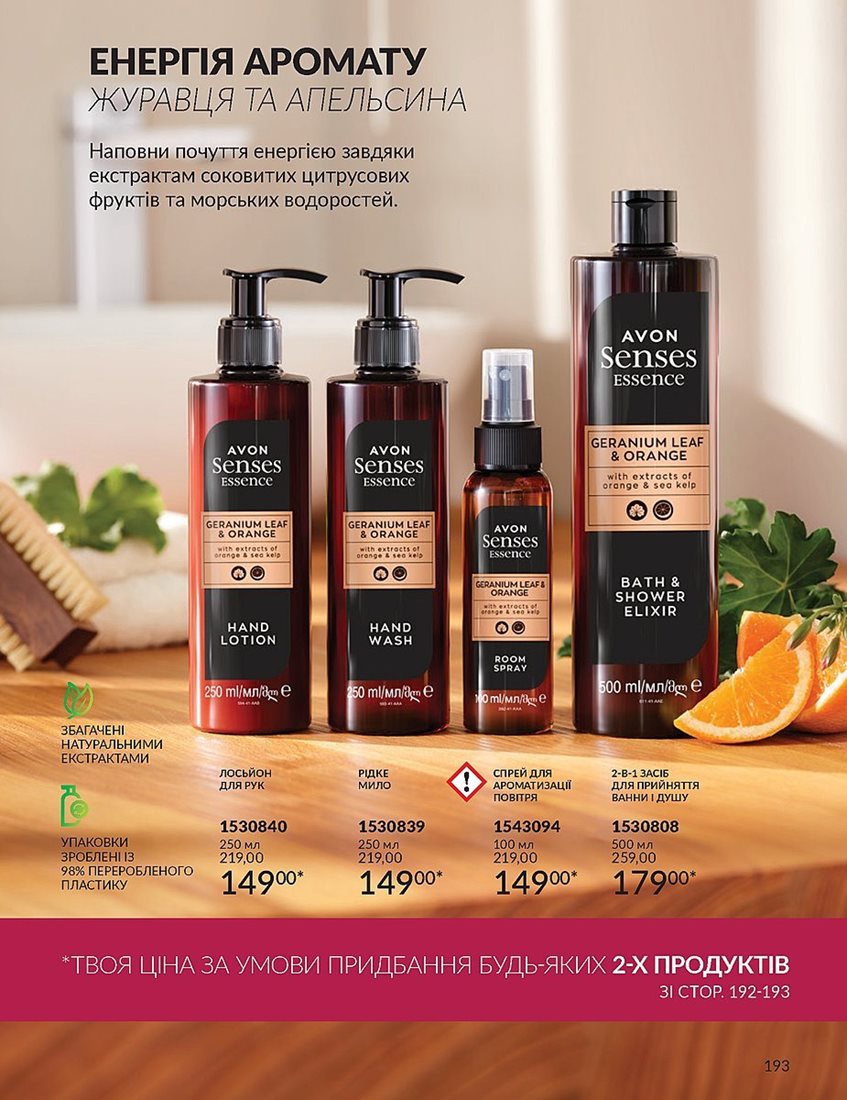 ЕНЕРГІЯ АРОМАТУ
ЖУРАВЦЯ ТА АПЕЛЬСИНА
Наповни почуття енергією завдяки
екстрактам соковитих цитрусових
фруктів та морських водоростей.
AVON
Senses
ESSENCE
GERANIUM LEAF
& ORANGE
with extracts of
orange & sea kelp
HAND
LOTION
250 ml/мл/მლ e
AVON
Senses
ESSENCE
GERANIUM LEAF
& ORANGE
with extracts of
orange & sea kelp
HAND
WASH
250 ml/мл/მლ e
AVON
Senses
ESSENCE
GERANIUM LEAF &
ORANGE
with extracts of
orange & sea kelp
ROOM
SPRAY
100 ml/мл/მლ e
AVON
Senses
ESSENCE
GERANIUM LEAF
& ORANGE
with extracts of
orange & sea kelp
BATH &
SHOWER
ELIXIR
500 ml/мл/მლ e
ЗБАГАЧЕНІ
НАТУРАЛЬНИМИ
ЕКСТРАКТАМИ
УПАКОВКИ
ЗРОБЛЕНІ ІЗ
98% ПЕРЕРОБЛЕНОГО
ПЛАСТИКУ
ЛОСЬЙОН
ДЛЯ РУК
1530840
250 мл
219,00
14900*
РІДКЕ
МИЛО
1530839
250 мл
219,00
14900*
СПРЕЙ ДЛЯ
АРОМАТИЗАЦІЇ
ПОВІТРЯ
1543094
100 мл
219,00
14900*
2-В-1 ЗАСІБ
ДЛЯ ПРИЙНЯТТЯ
ВАННИ І ДУШУ
1530808
500 мл
259,00
17900*
*ТВОЯ ЦІНА ЗА УМОВИ ПРИДБАННЯ БУДЬ-ЯКИХ 2-Х ПРОДУКТІВ
ЗІ СТОР. 192-193
193